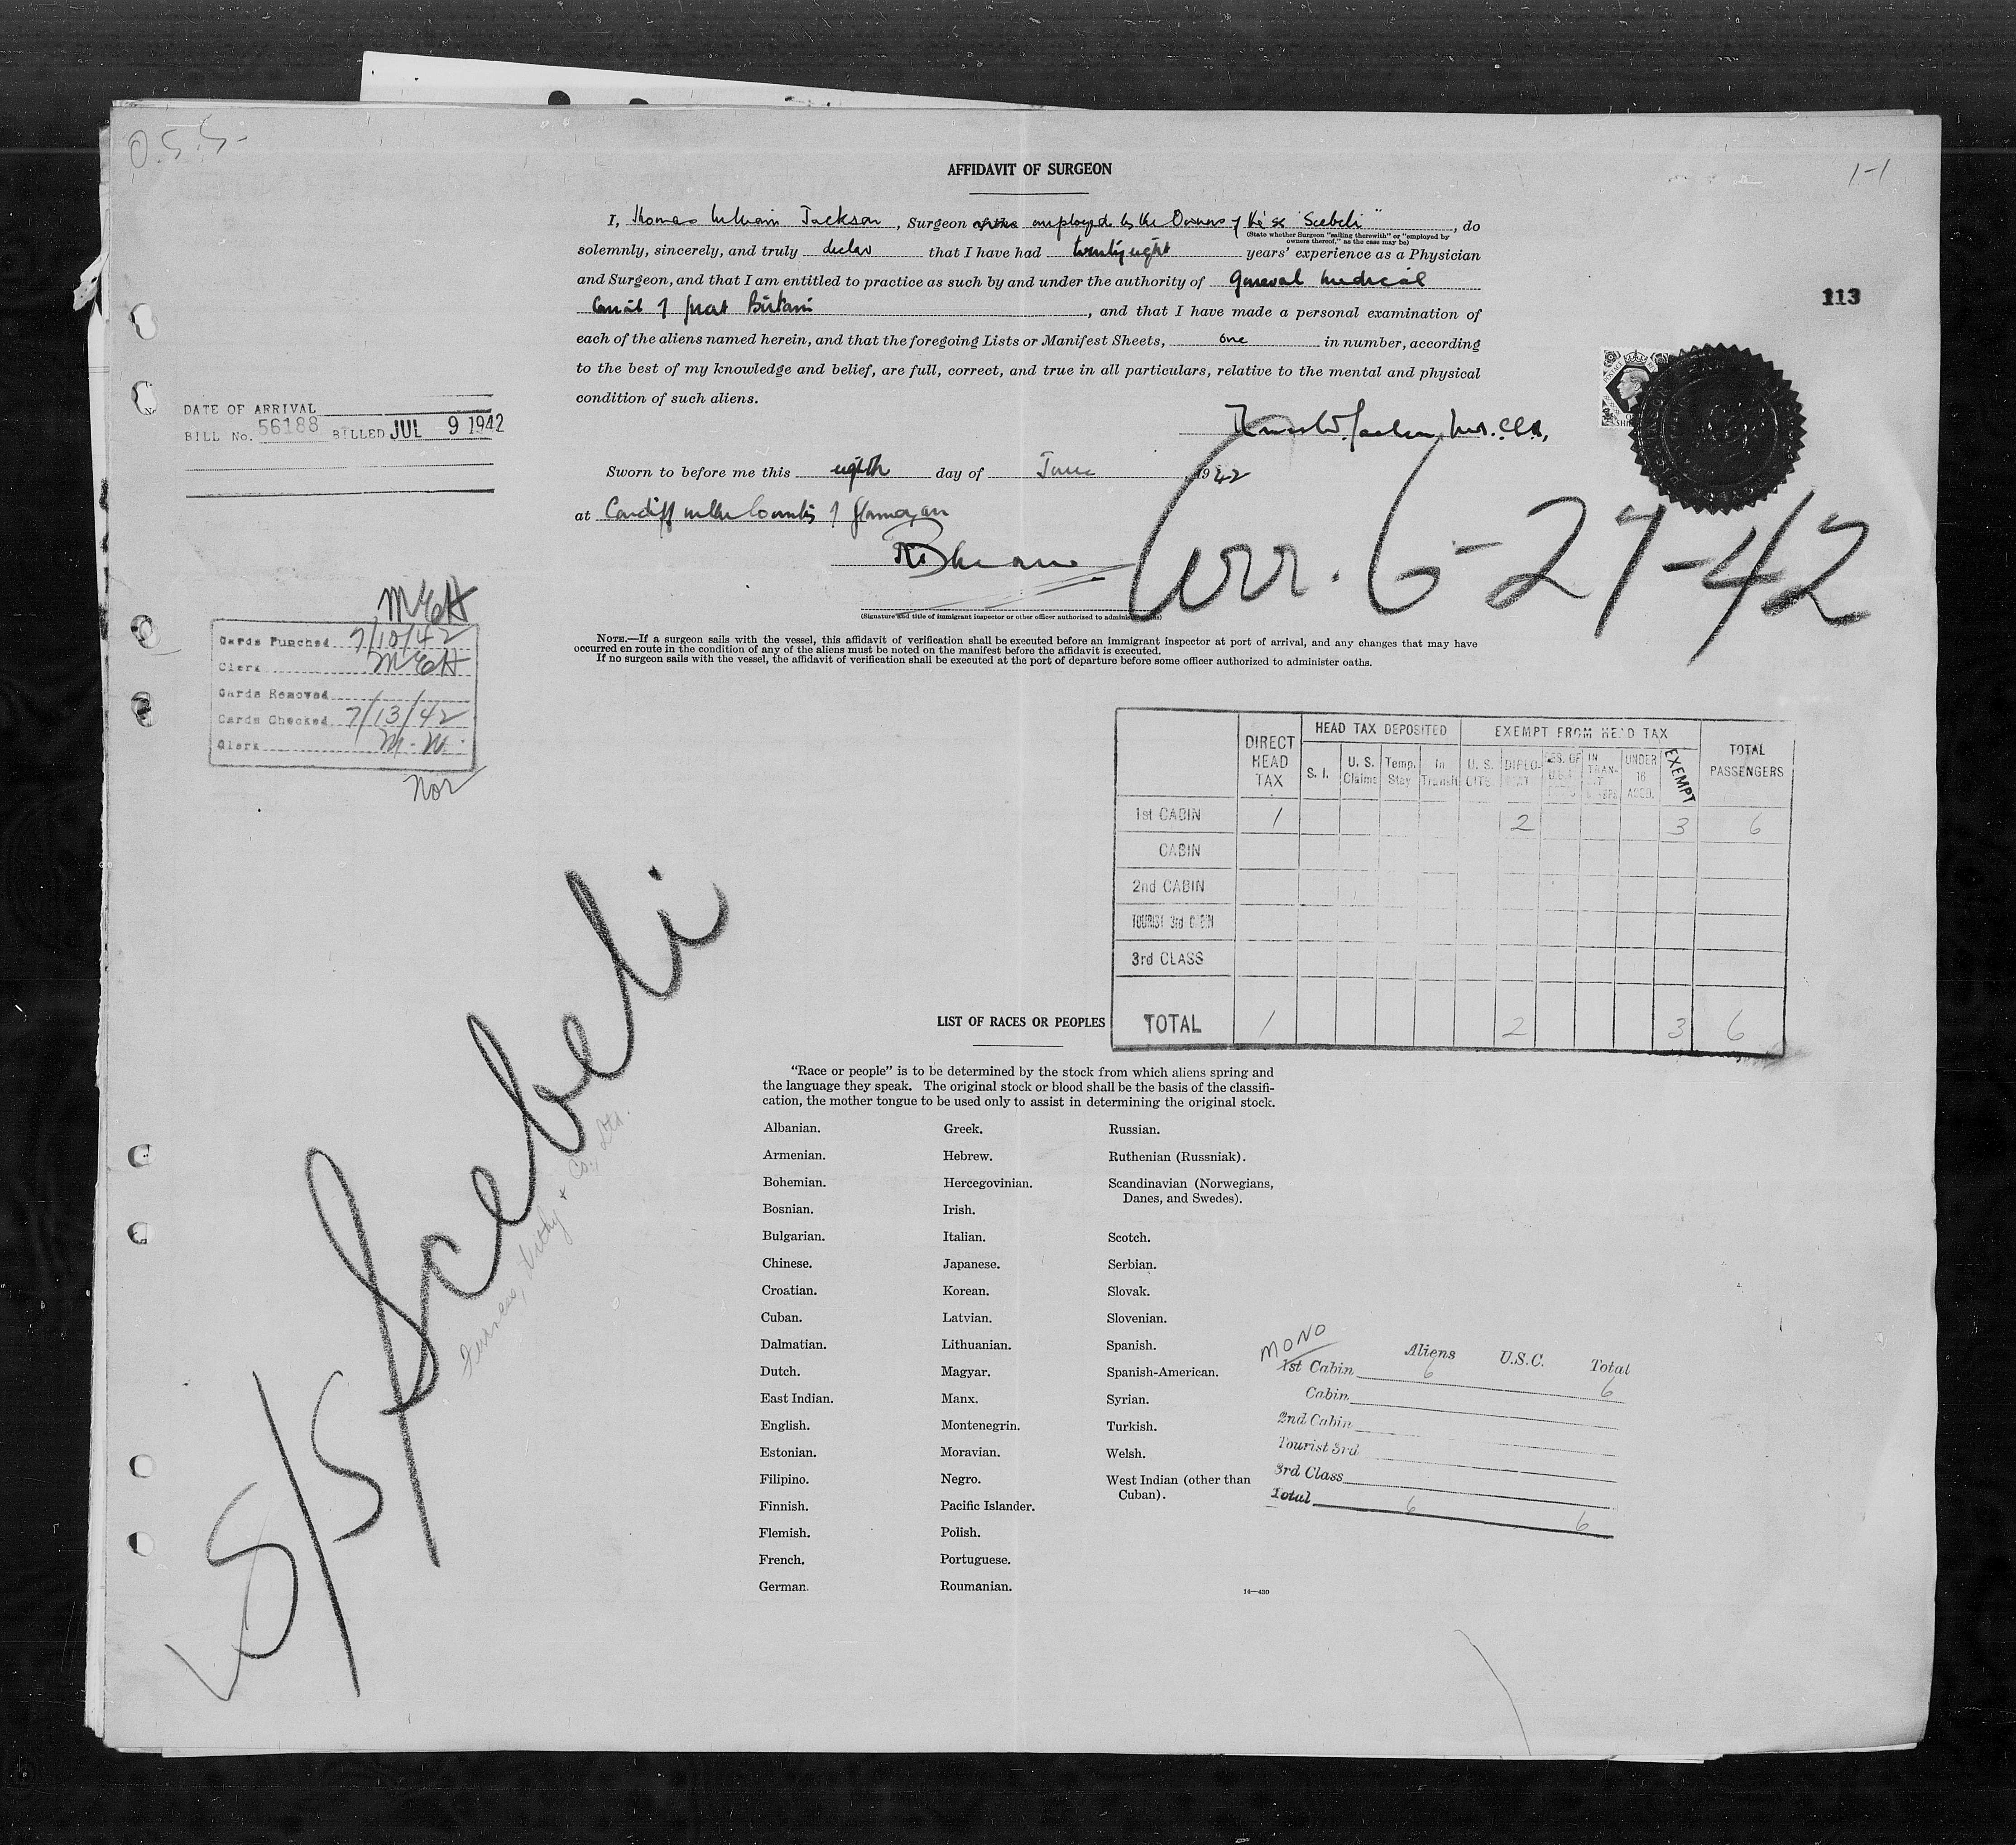 O.S.S-
1-1
AFFIDAVIT OF SURGEON
I, Thomas William Jackson, Surgeon of the employed by the Owners of the SS "Scebeli", do
(State whether Surgeon "sailing therewith" or "employed by
owners thereof," as the case may be)
solemnly, sincerely, and truly declare that I have had twenty eight years' experience as a Physician
and Surgeon, and that I am entitled to practice as such by and under the authority of General Medical
Council of Great Britain, and that I have made a personal examination of
113
each of the aliens named herein, and that the foregoing Lists or Manifest Sheets, one in number, according
to the best of my knowledge and belief, are full, correct, and true in all particulars, relative to the mental and physical
condition of such aliens.
DATE OF ARRIVAL
BILL No. 56188 BILLED JUL 9 1942
Thomas W. Jackson,
Sworn to before me this eighth day of June 1942
at Cardiff in the County of Glamorgan
Arr. 6-27-42
(Signature and title of immigrant inspector or other officer authorized to administer oaths)
NOTE.—If a surgeon sails with the vessel, this affidavit of verification shall be executed before an immigrant inspector at port of arrival, and any changes that may have
occurred en route in the condition of any of the aliens must be noted on the manifest before the affidavit is executed.
If no surgeon sails with the vessel, the affidavit of verification shall be executed at the port of departure before some officer authorized to administer oaths.
McH
Cards Punched 7/10/42
Clerk McH
Cards Removed
Cards Checked 7/13/42
Clerk M.W.
Nor
DIRECT HEAD TAX
HEAD TAX DEPOSITED
EXEMPT FROM HEAD TAX
TOTAL PASSENGERS
S. I. U. S. Claims Temp. Stay In Transit U. S. CITS. DIPLOMAT RES. OF U.S. IN TRANSIT UNDER 16 ACCD. EXEMPT
1st CABIN 1 2 3 6
CABIN
2nd CABIN
TOURIST 3rd CABIN
3rd CLASS
TOTAL 1 2 3 6
S/S Scebeli
Furness, Withy & Co. Ltd.
LIST OF RACES OR PEOPLES
"Race or people" is to be determined by the stock from which aliens spring and
the language they speak. The original stock or blood shall be the basis of the classifi-
cation, the mother tongue to be used only to assist in determining the original stock.
Albanian. Greek. Russian.
Armenian. Hebrew. Ruthenian (Russniak).
Bohemian. Hercegovinian. Scandinavian (Norwegians,
Danes, and Swedes).
Bosnian. Irish.
Bulgarian. Italian. Scotch.
Chinese. Japanese. Serbian.
Croatian. Korean. Slovak.
Cuban. Latvian. Slovenian.
Dalmatian. Lithuanian. Spanish.
Dutch. Magyar. Spanish-American.
East Indian. Manx. Syrian.
English. Montenegrin. Turkish.
Estonian. Moravian. Welsh.
Filipino. Negro. West Indian (other than
Cuban).
Finnish. Pacific Islander.
Flemish. Polish.
French. Portuguese.
German. Roumanian.
14—430
MONO
Aliens U.S.C. Total
1st Cabin 6 6
Cabin
2nd Cabin
Tourist 3rd
3rd Class
Total 6 6